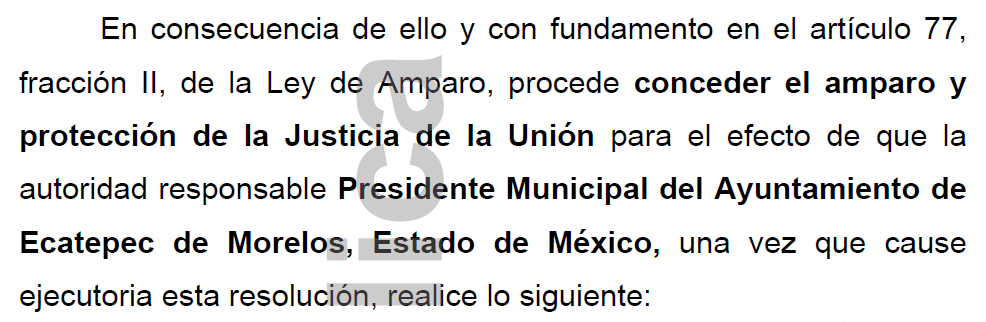 En consecuencia de ello y con fundamento en el artículo 77,
fracción II, de la Ley de Amparo, procede conceder el amparo y
protección de la Justicia de la Unión para el efecto de que la
autoridad responsable Presidente Municipal del Ayuntamiento de
Ecatepec de Morelos, Estado de México, una vez que cause
ejecutoria esta resolución, realice lo siguiente:
lica